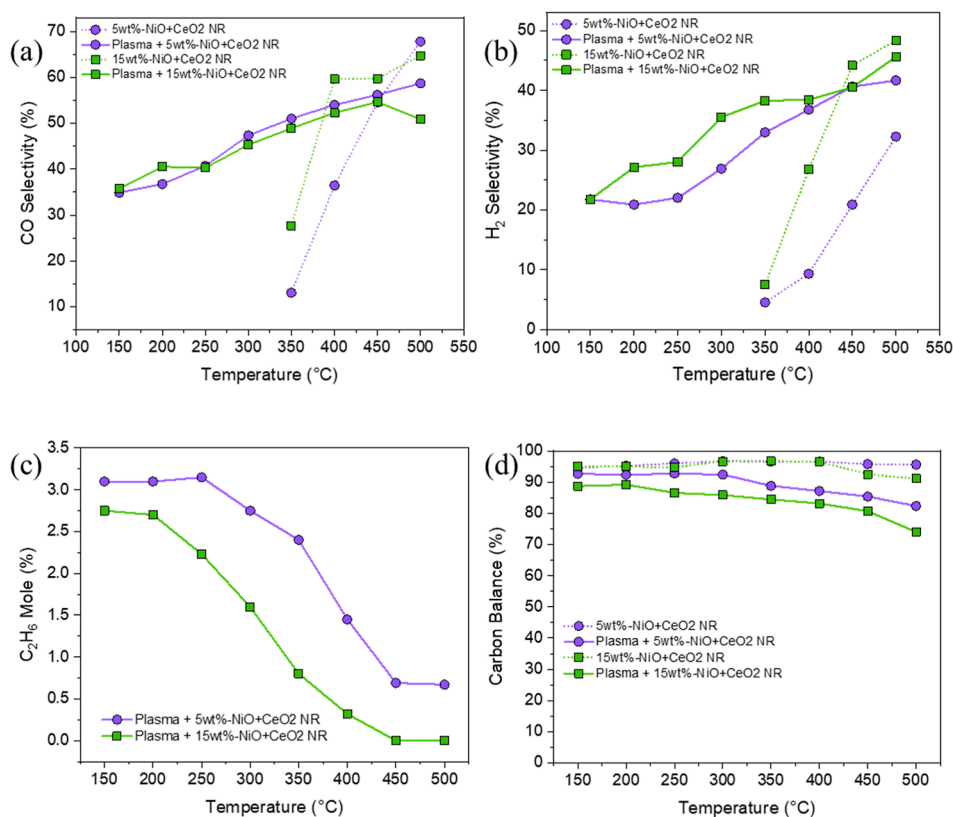 (a)
5wt%-NiO+CeO2 NR
Plasma + 5wt%-NiO+CeO2 NR
15wt%-NiO+CeO2 NR
Plasma + 15wt%-NiO+CeO2 NR
CO Selectivity (%)
70
60
50
40
30
20
10
100 150 200 250 300 350 400 450 500 550
Temperature (°C)
(b)
5wt%-NiO+CeO2 NR
Plasma + 5wt%-NiO+CeO2 NR
15wt%-NiO+CeO2 NR
Plasma + 15wt%-NiO+CeO2 NR
H2 Selectivity (%)
50
40
30
20
10
0
100 150 200 250 300 350 400 450 500 550
Temperature (°C)
(c)
C2H6 Mole (%)
3.5
3.0
2.5
2.0
1.5
1.0
0.5
0.0
Plasma + 5wt%-NiO+CeO2 NR
Plasma + 15wt%-NiO+CeO2 NR
150 200 250 300 350 400 450 500
Temperature (°C)
(d)
Carbon Balance (%)
100
90
80
70
60
50
40
30
20
10
0
5wt%-NiO+CeO2 NR
Plasma + 5wt%-NiO+CeO2 NR
15wt%-NiO+CeO2 NR
Plasma + 15wt%-NiO+CeO2 NR
150 200 250 300 350 400 450 500
Temperature (°C)